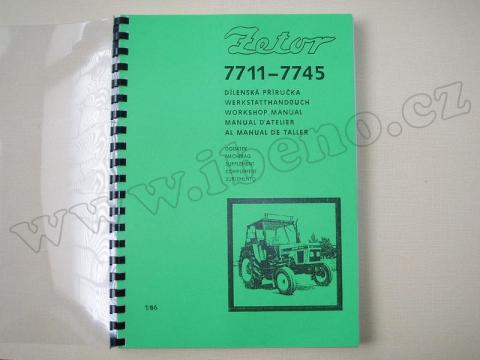 Zetor
7711-7745
DÍLENSKÁ PŘÍRUČKA
WERKSTATTHANDBUCH
WORKSHOP MANUAL
MANUAL D'ATELIER
AL MANUAL DE TALLER
DODATEK
NACHTRAG
SUPPLEMENT
COMPLEMENT
SUPLEMENTO
1/86
www.ibeno.cz